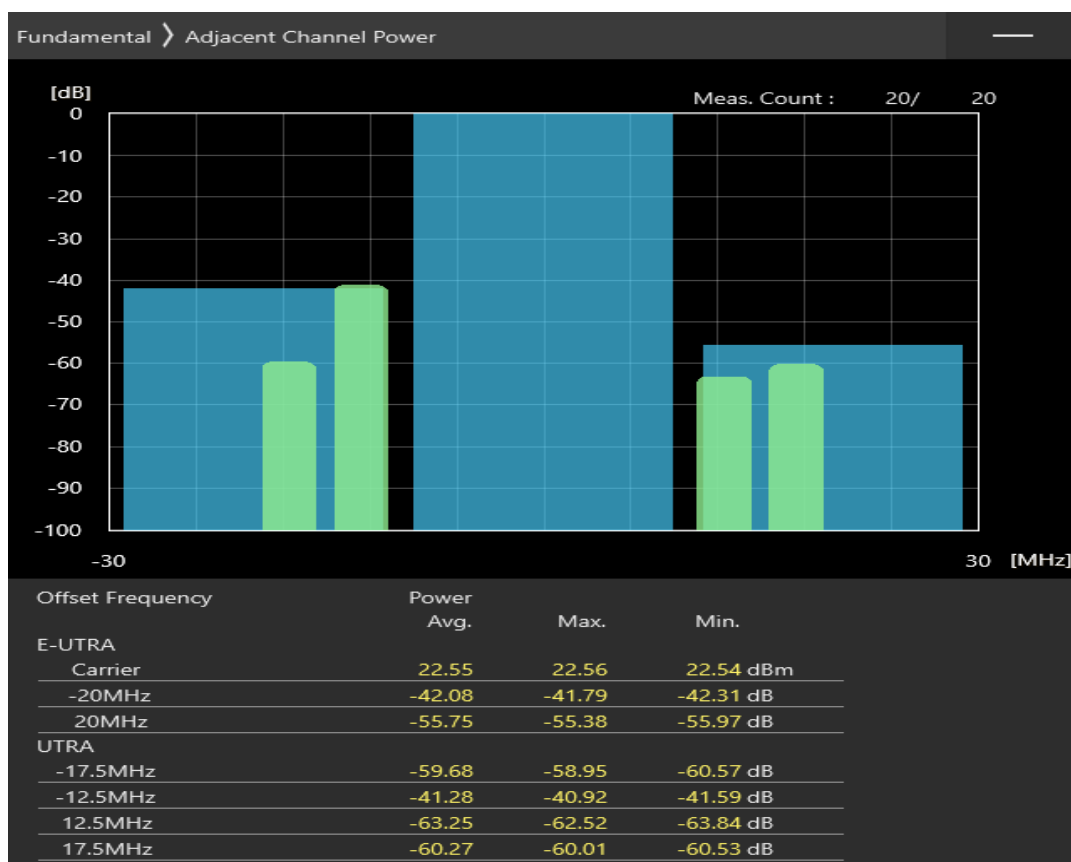 Fundamental ❯ Adjacent Channel Power
[dB]
Meas. Count : 20/ 20
0
-10
-20
-30
-40
-50
-60
-70
-80
-90
-100
-30 30 [MHz]
Offset Frequency Power
Avg. Max. Min.
E-UTRA
Carrier 22.55 22.56 22.54 dBm
-20MHz -42.08 -41.79 -42.31 dB
20MHz -55.75 -55.38 -55.97 dB
UTRA
-17.5MHz -59.68 -58.95 -60.57 dB
-12.5MHz -41.28 -40.92 -41.59 dB
12.5MHz -63.25 -62.52 -63.84 dB
17.5MHz -60.27 -60.01 -60.53 dB